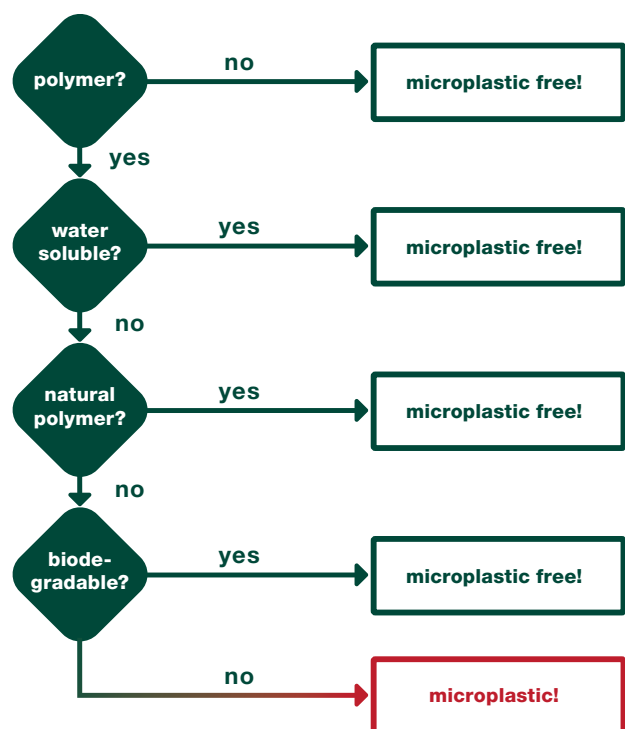 polymer?
no
microplastic free!
yes
water
soluble?
yes
microplastic free!
no
natural
polymer?
yes
microplastic free!
no
biode-
gradable?
yes
microplastic free!
no
microplastic!